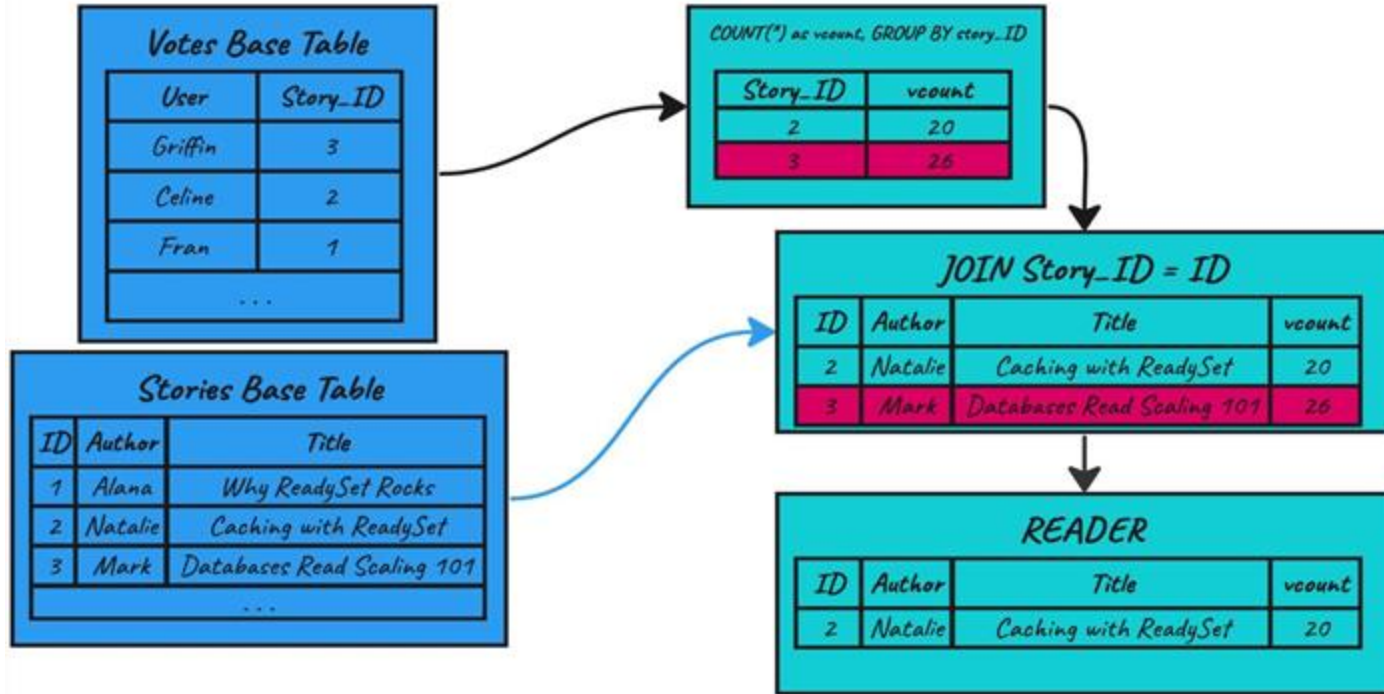 Votes Base Table
User Story_ID
Griffin 3
Celine 2
Fran 1
...
Stories Base Table
ID Author Title
1 Alana Why ReadySet Rocks
2 Natalie Caching with ReadySet
3 Mark Databases Read Scaling 101
...
COUNT(*) as vcount, GROUP BY story_ID
Story_ID vcount
2 20
3 26
JOIN Story_ID = ID
ID Author Title vcount
2 Natalie Caching with ReadySet 20
3 Mark Databases Read Scaling 101 26
READER
ID Author Title vcount
2 Natalie Caching with ReadySet 20